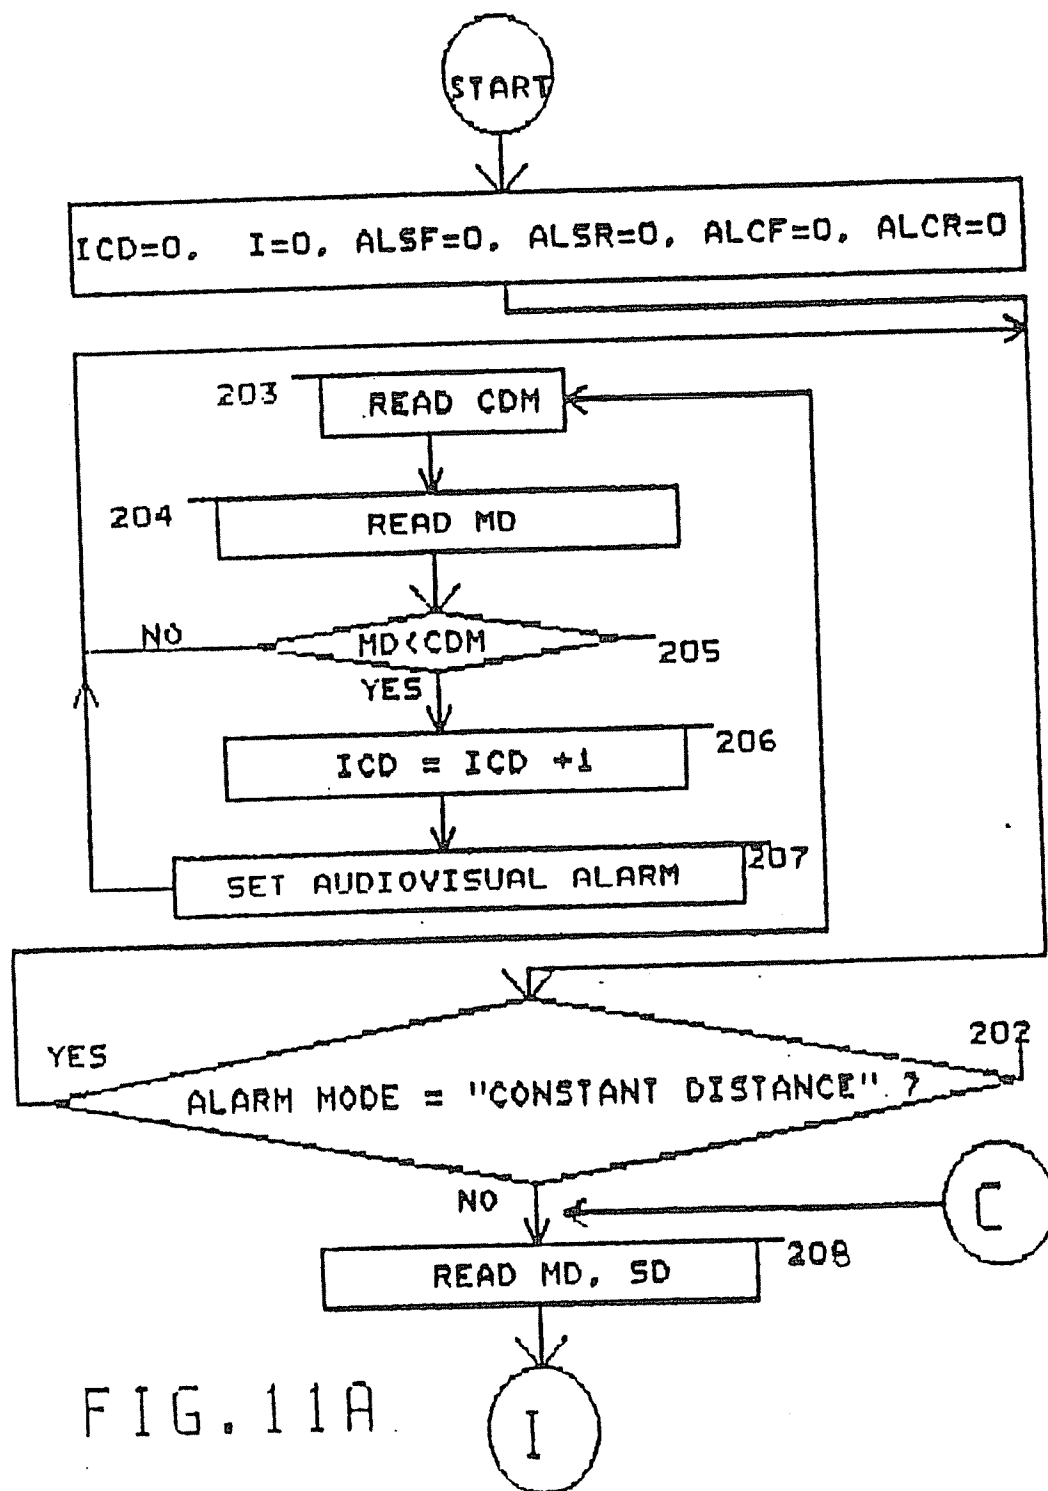 START
ICD=0, I=0, ALSF=0, ALSR=0, ALCF=0, ALCR=0
203
READ CDM
204
READ MD
NO
MD<CDM
205
YES
206
ICD = ICD +1
207
SET AUDIOVISUAL ALARM
YES
202
ALARM MODE = "CONSTANT DISTANCE" ?
NO
C
208
READ MD, SD
FIG.11A
I